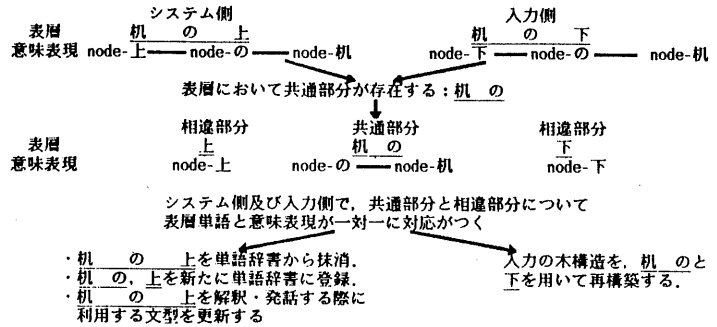 システム側 入力側
表層 机 の 上 机 の 下
意味表現 node-上 node-の node-机 node-下 node-の node-机
表層において共通部分が存在する：机 の
相違部分 共通部分 相違部分
表層 上 机 の 下
意味表現 node-上 node-の node-机 node-下
システム側及び入力側で，共通部分と相違部分について
表層単語と意味表現が一対一に対応がつく
・机 の 上を単語辞書から抹消．
・机 の，上を新たに単語辞書に登録．
・机 の 上を解釈・発話する際に
利用する文型を更新する
入力の木構造を，机 のと
下を用いて再構築する．